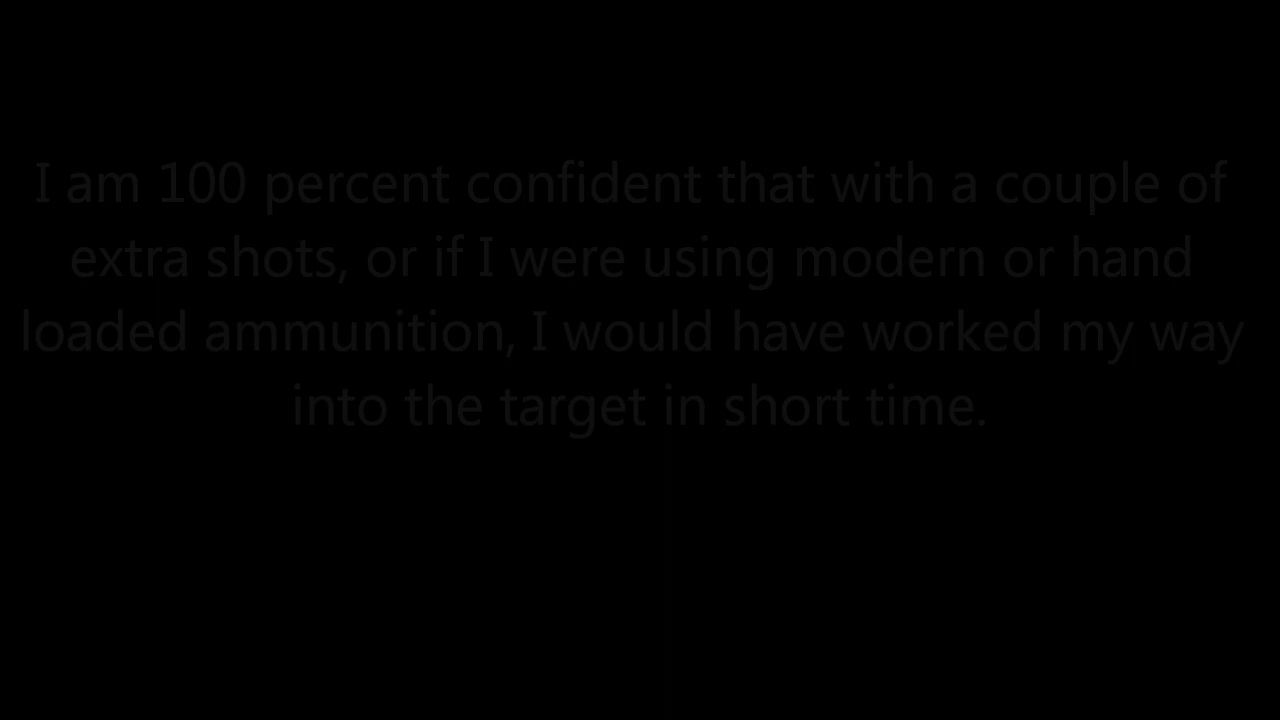 I am 100 percent confident that with a couple of
extra shots, or if I were using modern or hand
loaded ammunition, I would have worked my way
into the target in short time.